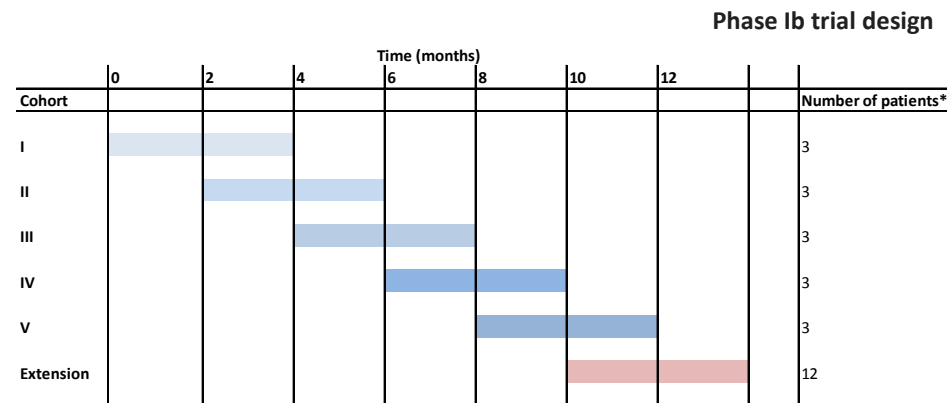 Phase Ib trial design
Time (months)
0 2 4 6 8 10 12
Cohort Number of patients*
I 3
II 3
III 3
IV 3
V 3
Extension 12